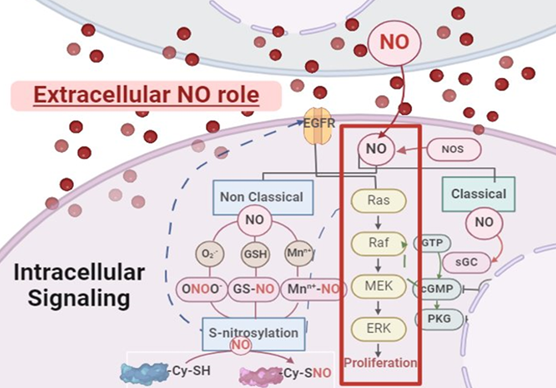 NO
Extracellular NO role
EGFR
NO
NOS
Non Classical
Classical
NO
Ras
NO
O₂⁻
GSH
Mnⁿ⁺
Raf
GTP
sGC
ONOO⁻
GS-NO
Mnⁿ⁺-NO
MEK
cGMP
Intracellular
Signaling
S-nitrosylation
ERK
PKG
NO
-Cy-SH
-Cy-SNO
Proliferation